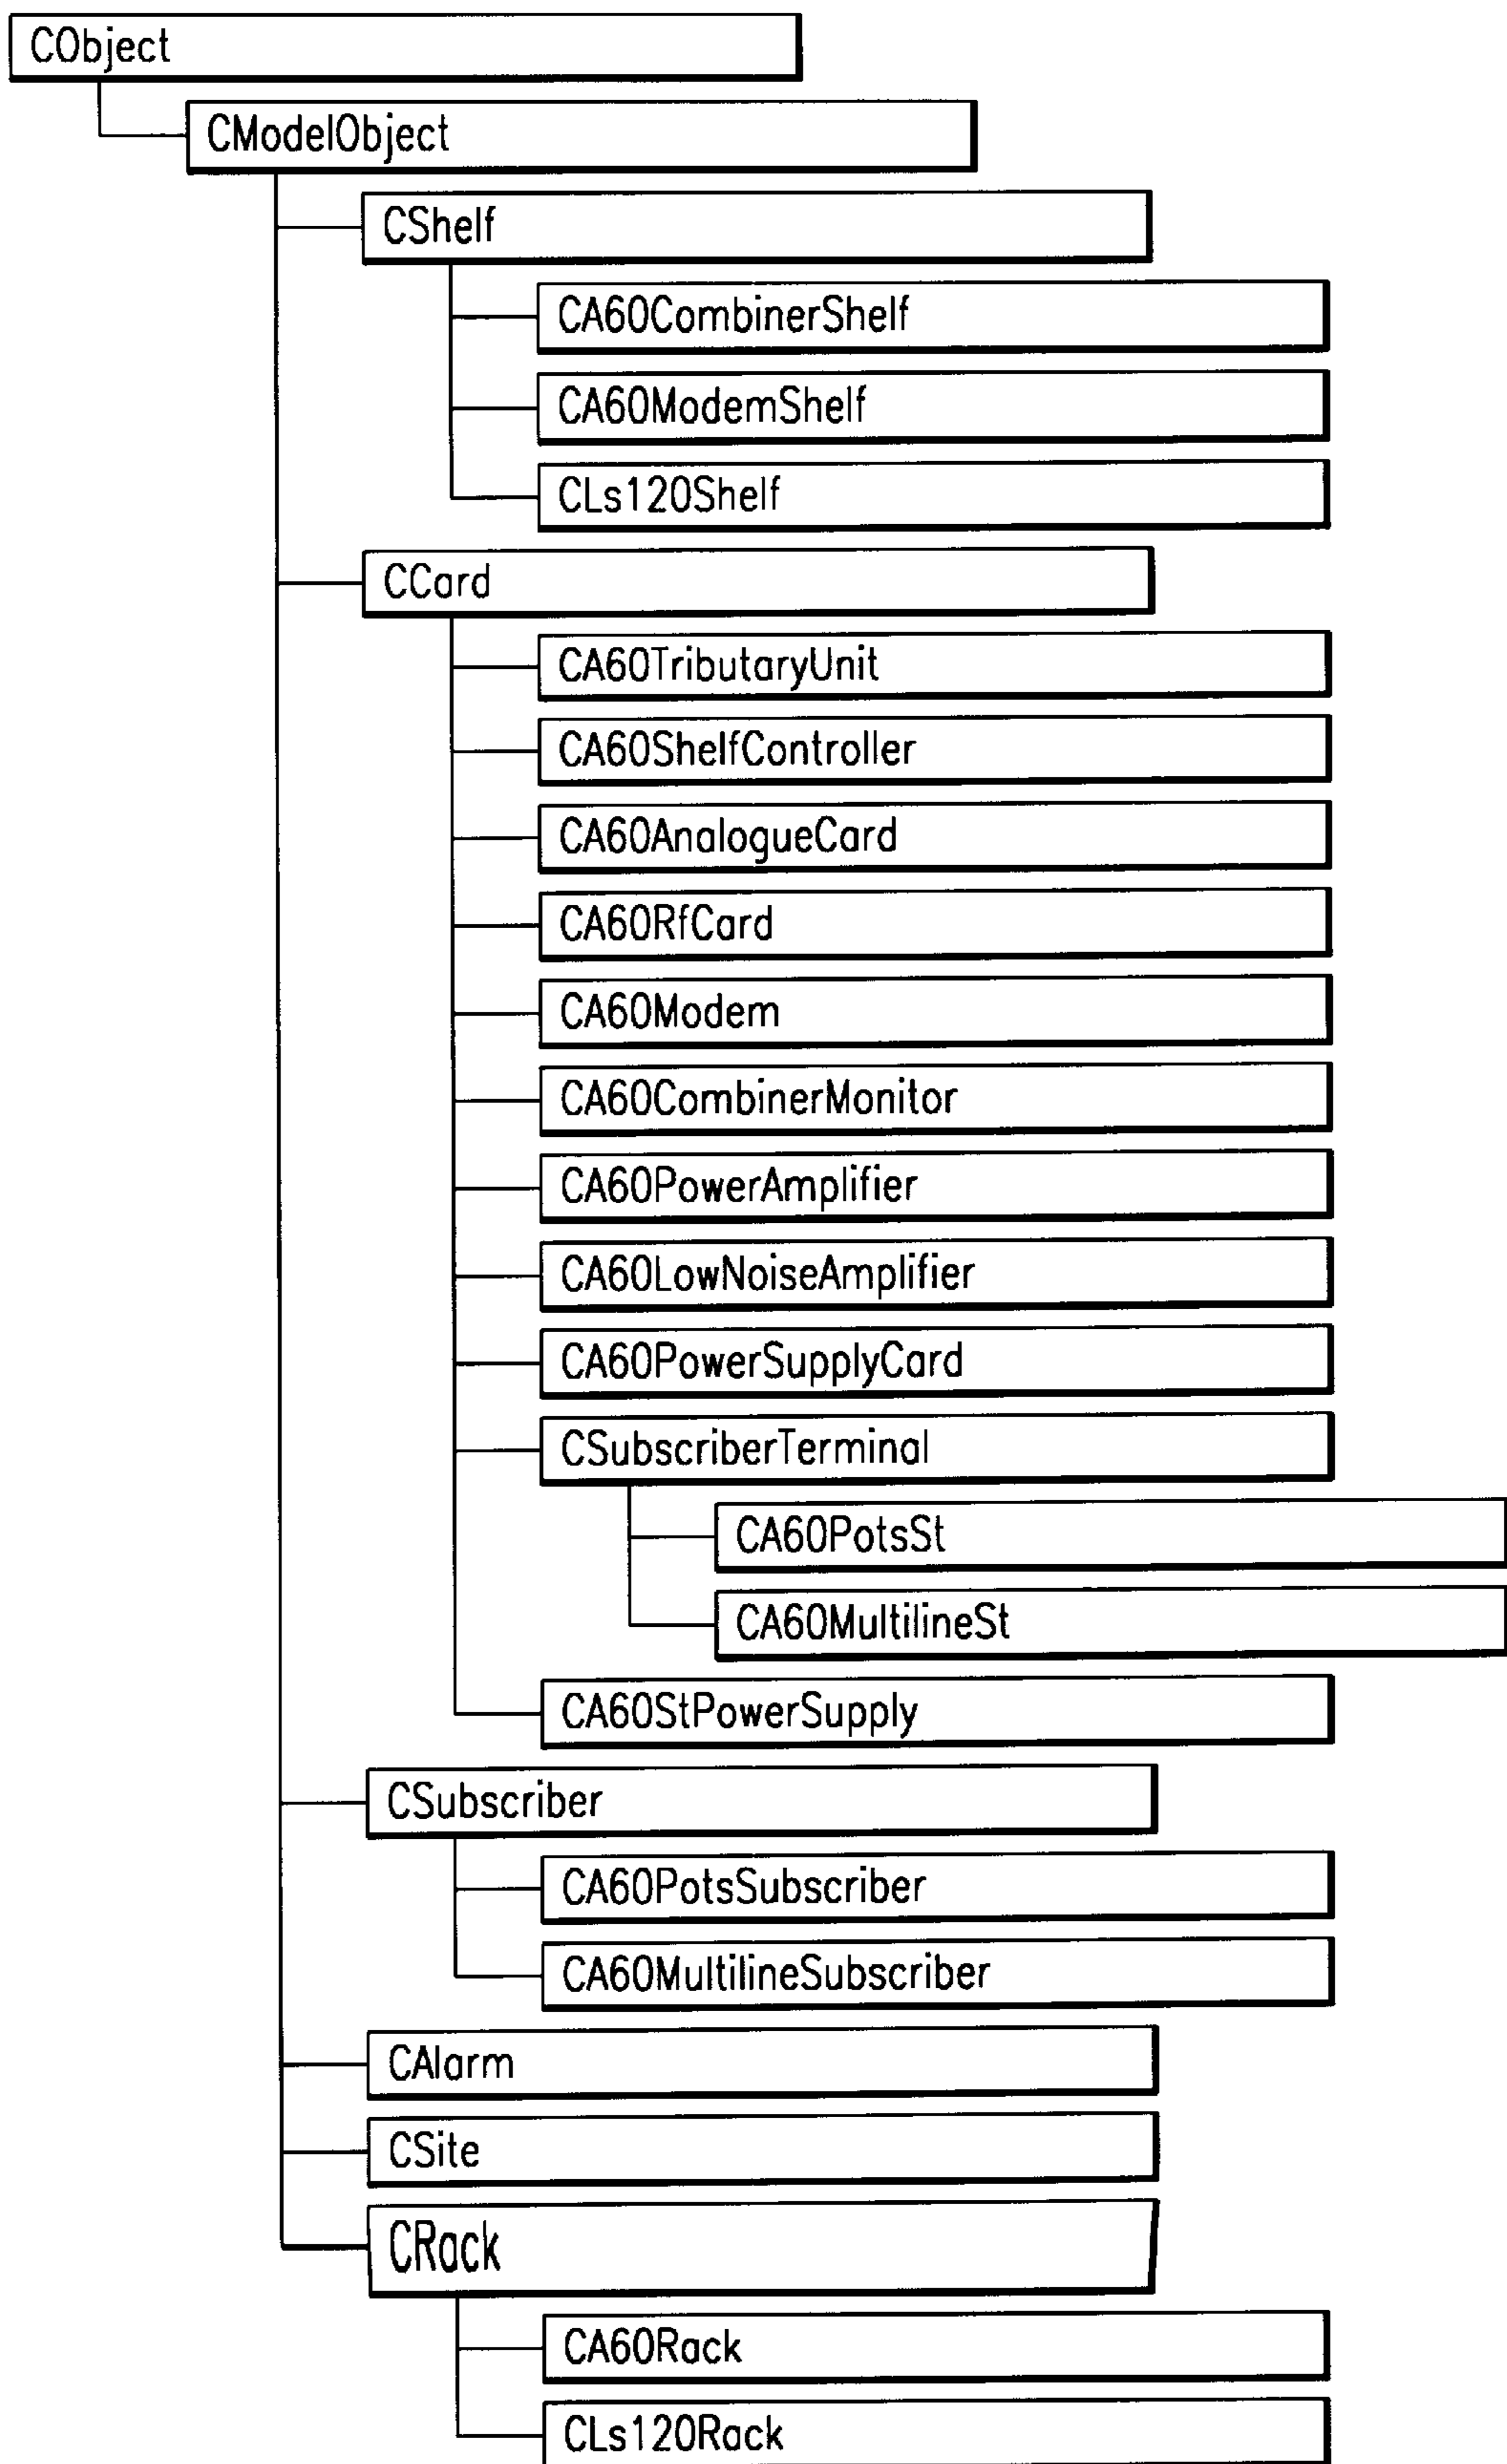 CObject
CModelObject
CShelf
CA60CombinerShelf
CA60ModemShelf
CLs120Shelf
CCard
CA60TributaryUnit
CA60ShelfController
CA60AnalogueCard
CA60RfCard
CA60Modem
CA60CombinerMonitor
CA60PowerAmplifier
CA60LowNoiseAmplifier
CA60PowerSupplyCard
CSubscriberTerminal
CA60PotsSt
CA60MultilineSt
CA60StPowerSupply
CSubscriber
CA60PotsSubscriber
CA60MultilineSubscriber
CAlarm
CSite
CRack
CA60Rack
CLs120Rack